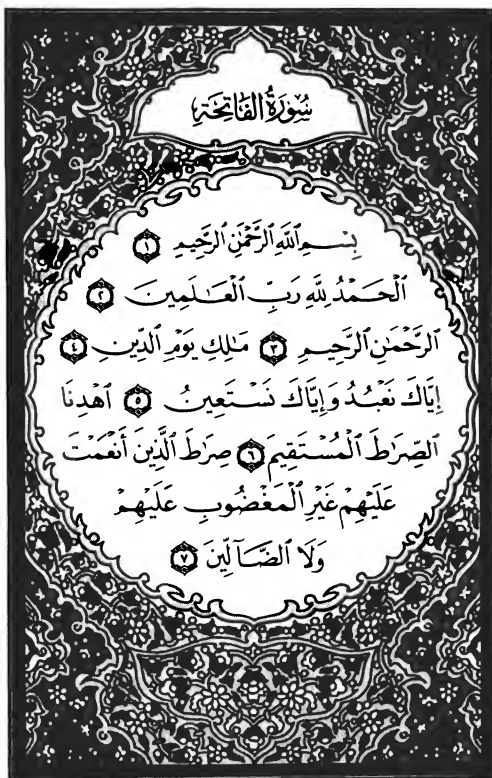 سُورَةُ الفَاتِحَةِ
بِسْمِ ٱللَّهِ ٱلرَّحْمَٰنِ ٱلرَّحِيمِ ۝١
ٱلْحَمْدُ لِلَّهِ رَبِّ ٱلْعَٰلَمِينَ ۝٢
ٱلرَّحْمَٰنِ ٱلرَّحِيمِ ۝٣ مَٰلِكِ يَوْمِ ٱلدِّينِ ۝٤
إِيَّاكَ نَعْبُدُ وَإِيَّاكَ نَسْتَعِينُ ۝٥ ٱهْدِنَا
ٱلصِّرَٰطَ ٱلْمُسْتَقِيمَ ۝٦ صِرَٰطَ ٱلَّذِينَ أَنْعَمْتَ
عَلَيْهِمْ غَيْرِ ٱلْمَغْضُوبِ عَلَيْهِمْ
وَلَا ٱلضَّآلِّينَ ۝٧